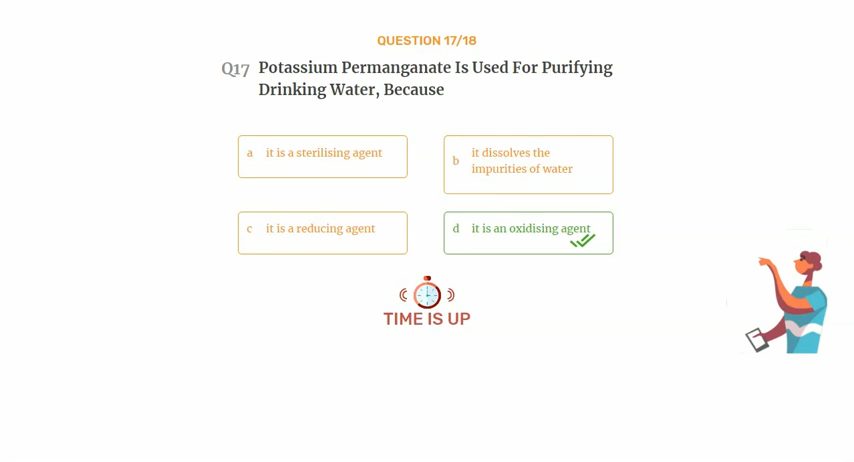 QUESTION 17/18
Q17 Potassium Permanganate Is Used For Purifying
Drinking Water, Because
a it is a sterilising agent
b it dissolves the
impurities of water
c it is a reducing agent
d it is an oxidising agent
TIME IS UP